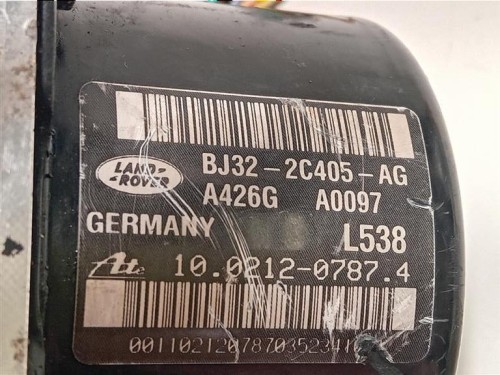 LAND
ROVER
BJ32-2C405-AG
A426G A0097
GERMANY L538
Ate 10.0212-0787.4